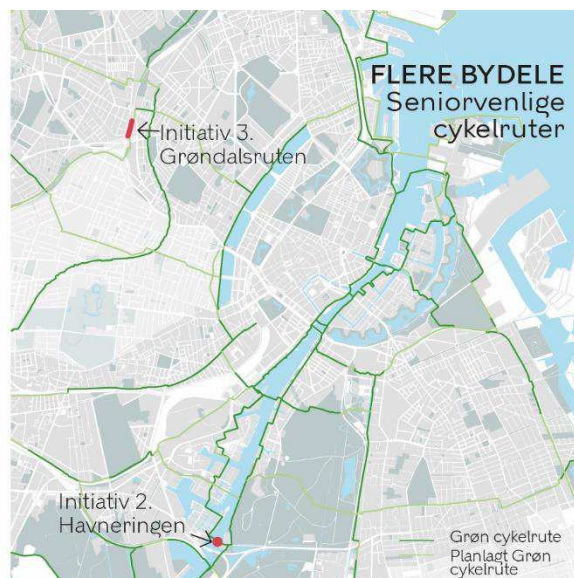 FLERE BYDELE
Seniorvenlige
cykelruter
Initiativ 3.
Grøndalsruten
Initiativ 2.
Havneringen
Grøn cykelrute
Planlagt Grøn
cykelrute